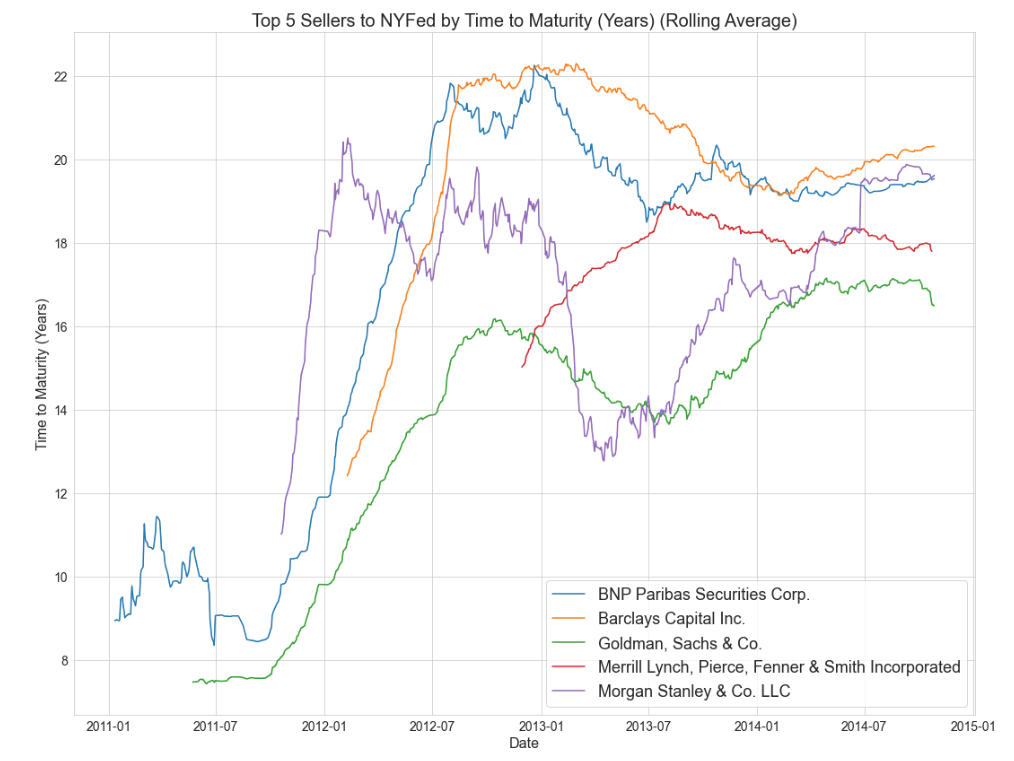 Top 5 Sellers to NYFed by Time to Maturity (Years) (Rolling Average)
22
20
18
16
14
12
10
8
Time to Maturity (Years)
BNP Paribas Securities Corp.
Barclays Capital Inc.
Goldman, Sachs & Co.
Merrill Lynch, Pierce, Fenner & Smith Incorporated
Morgan Stanley & Co. LLC
2011-01 2011-07 2012-01 2012-07 2013-01 2013-07 2014-01 2014-07 2015-01
Date